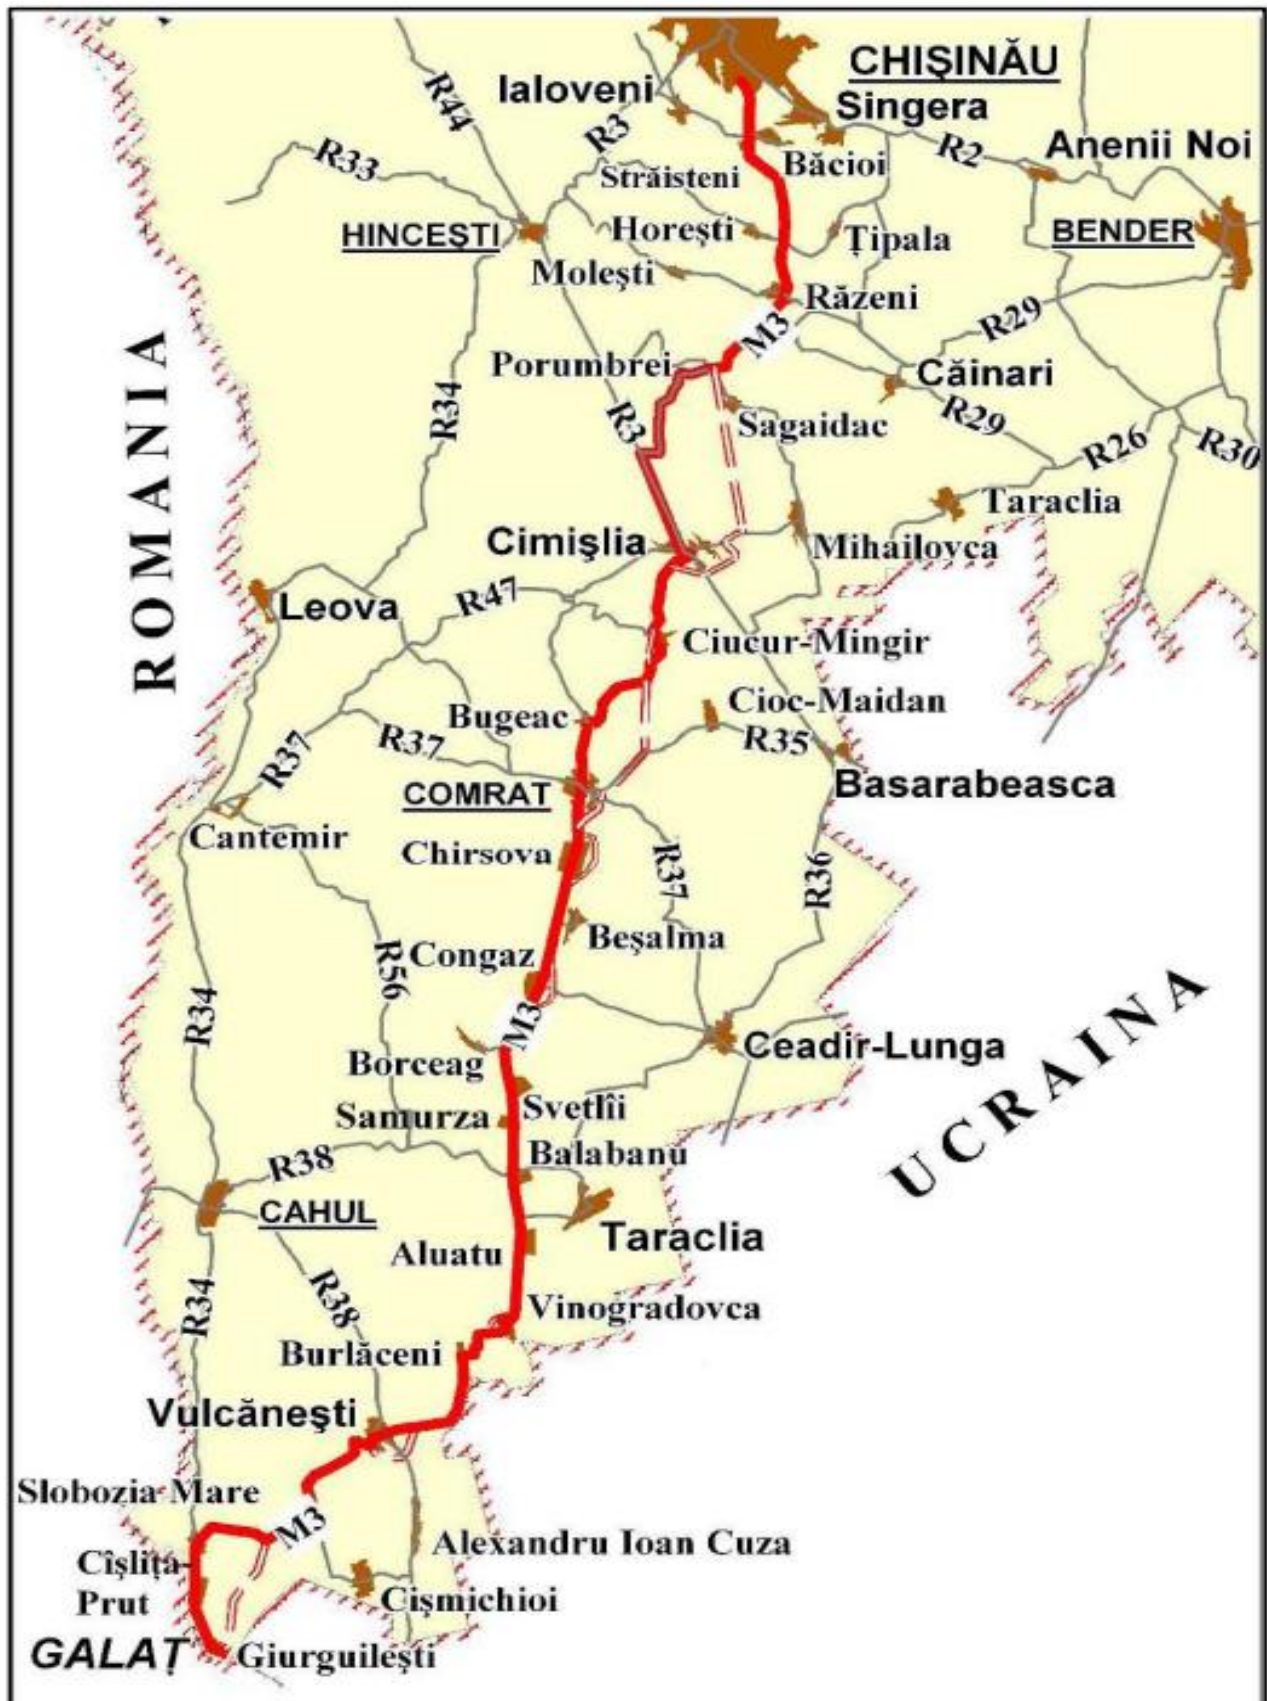 CHIŞINĂU
Ialoveni
Singera
R44
R3
R2
Anenii Noi
R33
Străisteni
Băcioi
HINCEŞTI
Horeşti
Ţipala
BENDER
Moleşti
Răzeni
R29
M3
Porumbrei
Căinari
R34
R3
Sagaidac
R29
R26
R30
ROMANIA
Taraclia
Cimişlia
Mihailovca
R47
Leova
Ciucur-Mingir
Cioc-Maidan
Bugeac
R37
R37
R35
COMRAT
Basarabeasca
Cantemir
Chirsova
R37
R36
Beşalma
Congaz
R56
R34
M3
UCRAINA
Borceag
Ceadir-Lunga
Svetlîi
Samurza
Balabanu
R38
CAHUL
Taraclia
Aluatu
R34
R38
Vinogradovca
Burlăceni
Vulcăneşti
Slobozia Mare
M3
Alexandru Ioan Cuza
Cîşliţa-
Prut
Cişmichioi
GALAŢ
Giurguileşti